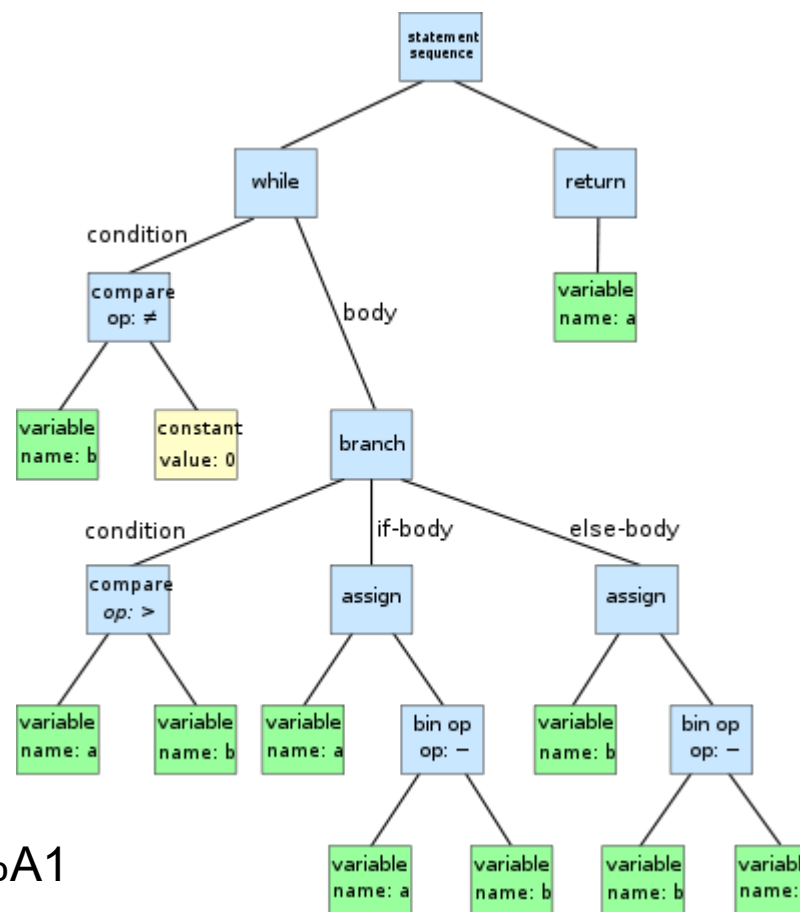 statement
sequence
while
return
condition
compare
op: ≠
body
variable
name: a
variable
name: b
constant
value: 0
branch
condition
if-body
else-body
compare
op: >
assign
assign
variable
name: a
variable
name: b
variable
name: a
bin op
op: −
variable
name: b
bin op
op: −
A1
variable
name: a
variable
name: b
variable
name: b
name: